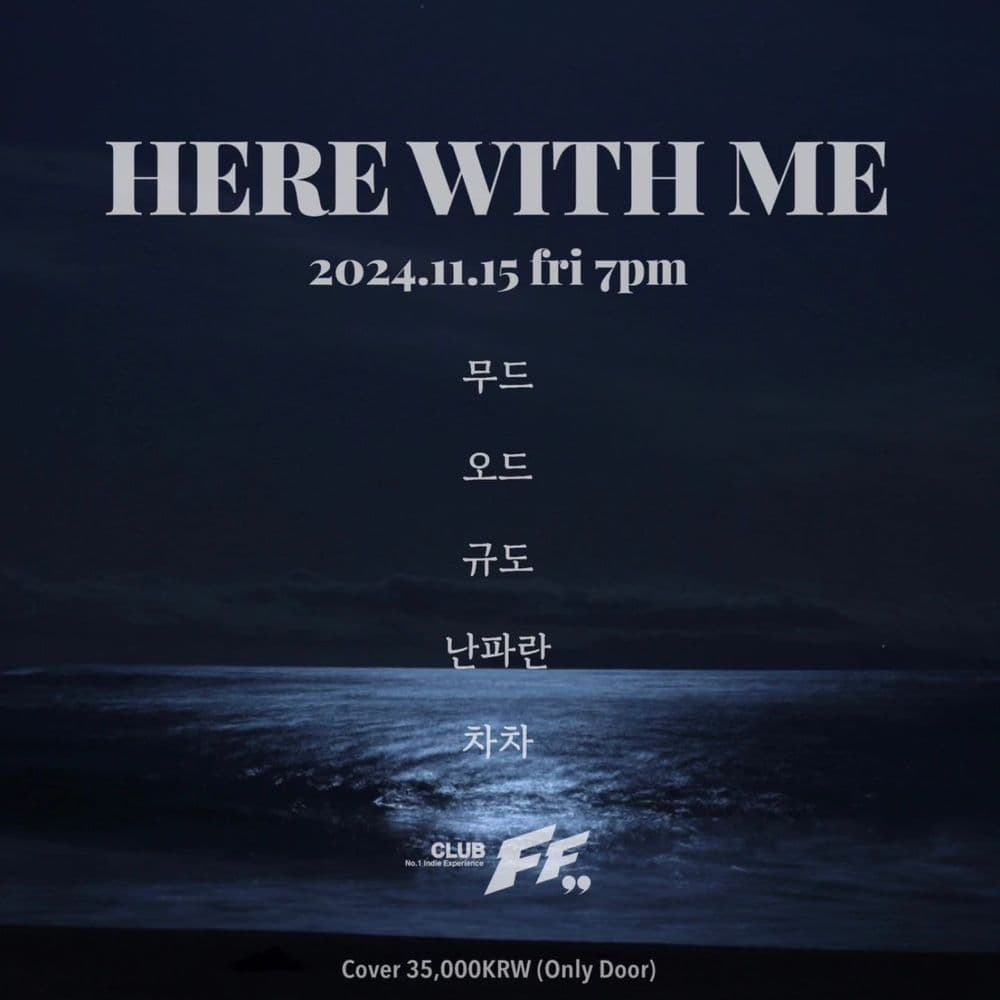 HERE WITH ME
2024.11.15 fri 7pm
무드
오드
규도
난파란
차차
CLUB
No.1 Indie Experience
FF
Cover 35,000KRW (Only Door)